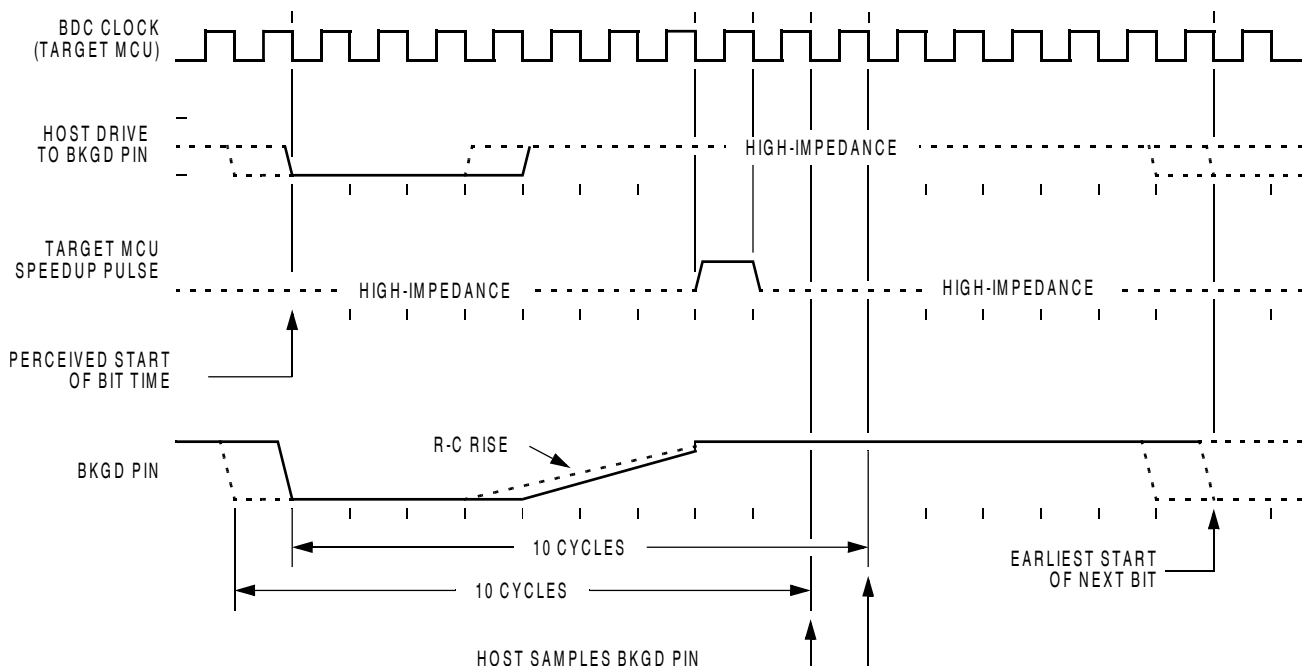 BDC CLOCK
(TARGET MCU)
HOST DRIVE
TO BKGD PIN
HIGH-IMPEDANCE
TARGET MCU
SPEEDUP PULSE
HIGH-IMPEDANCE
HIGH-IMPEDANCE
PERCEIVED START
OF BIT TIME
R-C RISE
BKGD PIN
10 CYCLES
EARLIEST START
OF NEXT BIT
10 CYCLES
HOST SAMPLES BKGD PIN